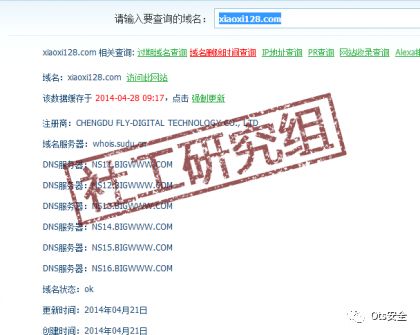 请输入要查询的域名： xiaoxi128.com
xiaoxi128.com 相关查询: 过期域名查询 域名删除时间查询 IP地址查询 PR查询 网站收录查询 Alexa
域名：xiaoxi128.com 访问此网站
该数据缓存于 2014-04-28 09:17，点击 强制更新
注册商：CHENGDU FLY-DIGITAL TECHNOLOGY CO., LTD
域名服务器：whois.sudu.cn
DNS服务器：NS11.BIGWWW.COM
DNS服务器：NS12.BIGWWW.COM
DNS服务器：NS13.BIGWWW.COM
DNS服务器：NS14.BIGWWW.COM
DNS服务器：NS15.BIGWWW.COM
DNS服务器：NS16.BIGWWW.COM
域名状态：ok
更新时间：2014年04月21日
创建时间：2014年04月21日
社工研究组
Ots安全